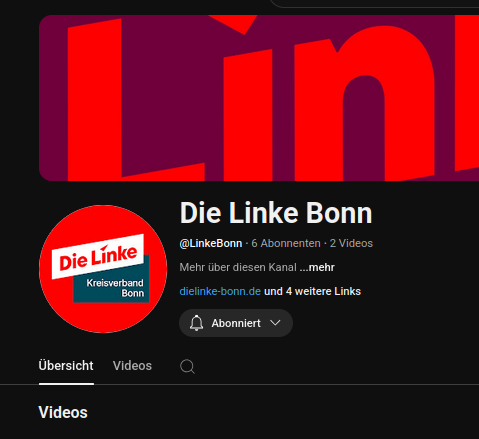 Linl
Die Linke Bonn
@LinkeBonn · 6 Abonnenten · 2 Videos
Mehr über diesen Kanal ...mehr
dielinke-bonn.de und 4 weitere Links
Die Linke
Kreisverband
Bonn
Abonniert
Übersicht Videos
Videos